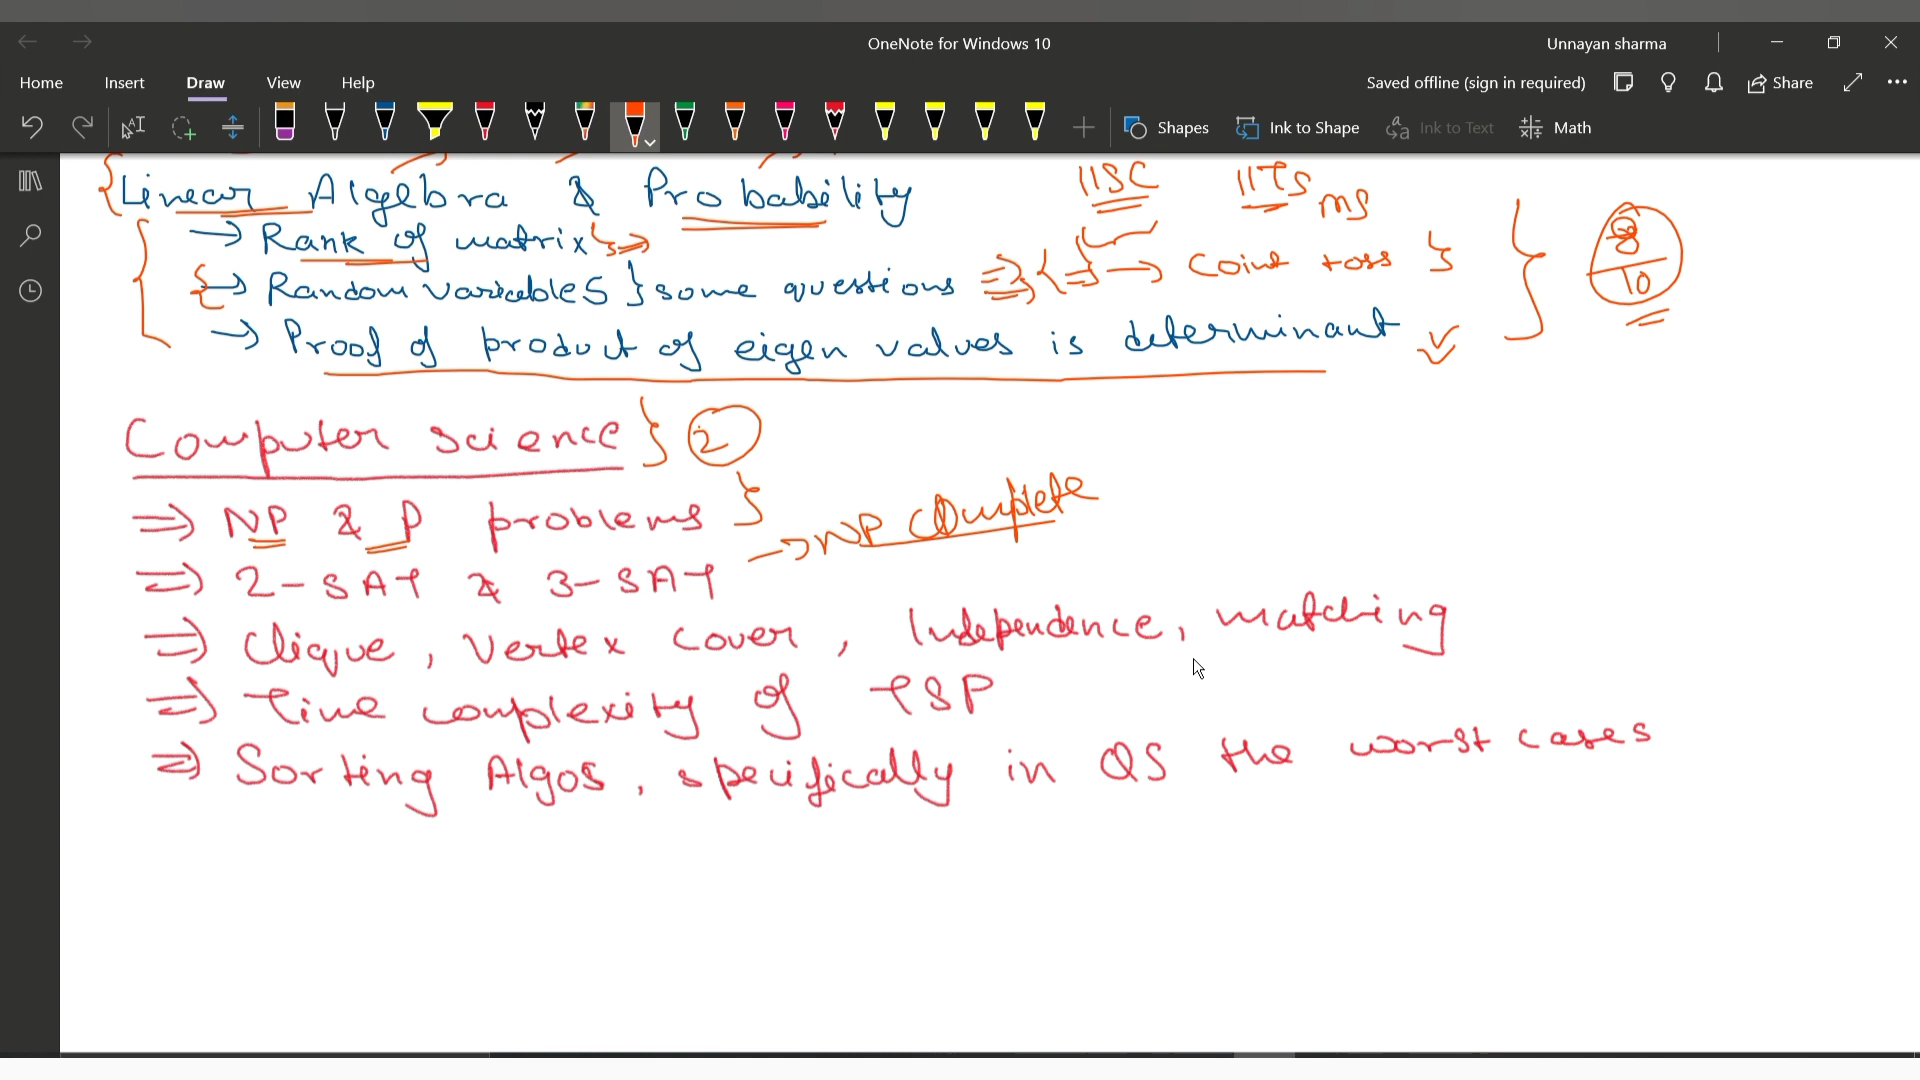 OneNote for Windows 10
Unnayan sharma
Home Insert Draw View Help
Saved offline (sign in required) Share
Shapes Ink to Shape Ink to Text Math
Linear Algebra & Probability
IISC IITS MS
→ Rank of matrix
→ Random variables } some questions ⇒ { ⇒ → Coin toss }
8/10
→ Proof of product of eigen values is determinant
Computer science } 2
⇒ NP & P problems }
→ NP Complete
⇒ 2-SAT & 3-SAT
⇒ Clique, Vertex cover, Independence, matching
⇒ Time complexity of TSP
⇒ Sorting Algos, specifically in QS the worst cases